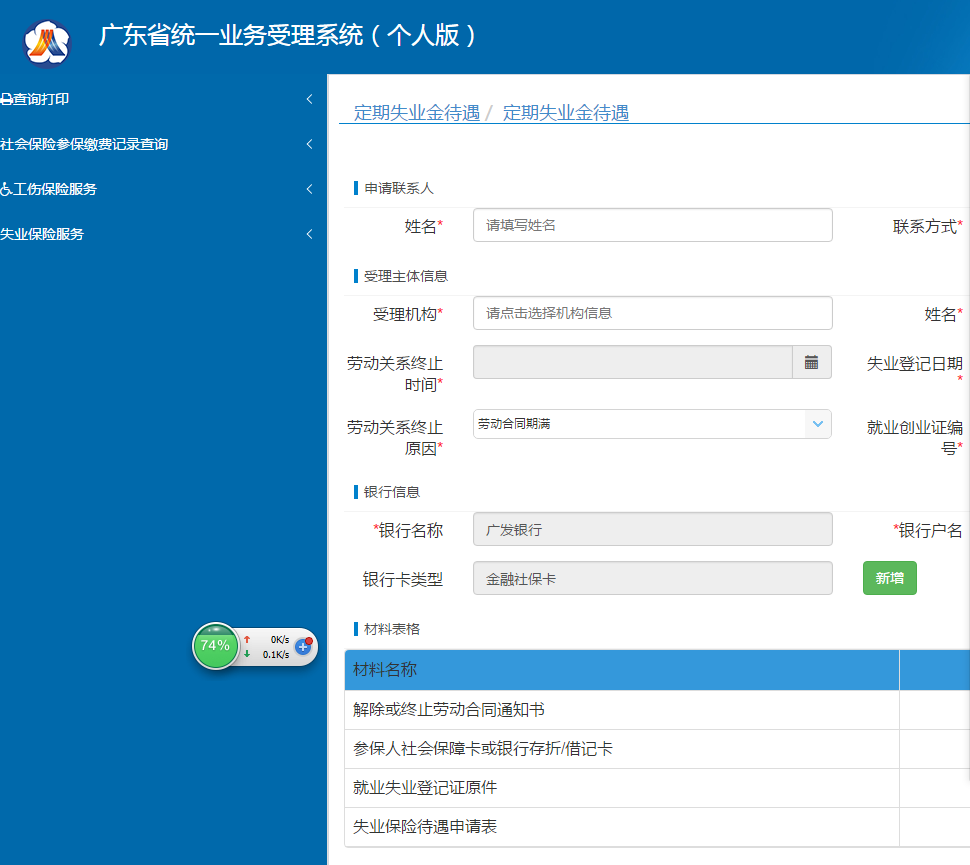 广东省统一业务受理系统（个人版）
查询打印
社会保险参保缴费记录查询
工伤保险服务
失业保险服务
定期失业金待遇 / 定期失业金待遇
申请联系人
姓名* 请填写姓名 联系方式*
受理主体信息
受理机构* 请点击选择机构信息 姓名*
劳动关系终止时间* 失业登记日期*
劳动关系终止原因* 劳动合同期满 就业创业证编号*
银行信息
*银行名称 广发银行 *银行户名
银行卡类型 金融社保卡 新增
材料表格
材料名称
解除或终止劳动合同通知书
参保人社会保障卡或银行存折/借记卡
就业失业登记证原件
失业保险待遇申请表
74% 0K/s
0.1K/s